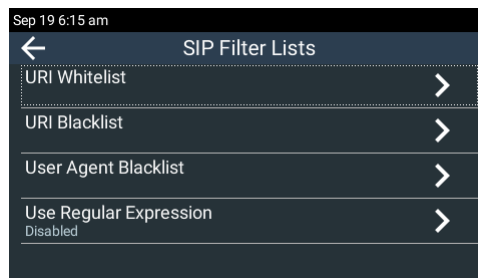 Sep 19 6:15 am
SIP Filter Lists
URI Whitelist
URI Blacklist
User Agent Blacklist
Use Regular Expression
Disabled